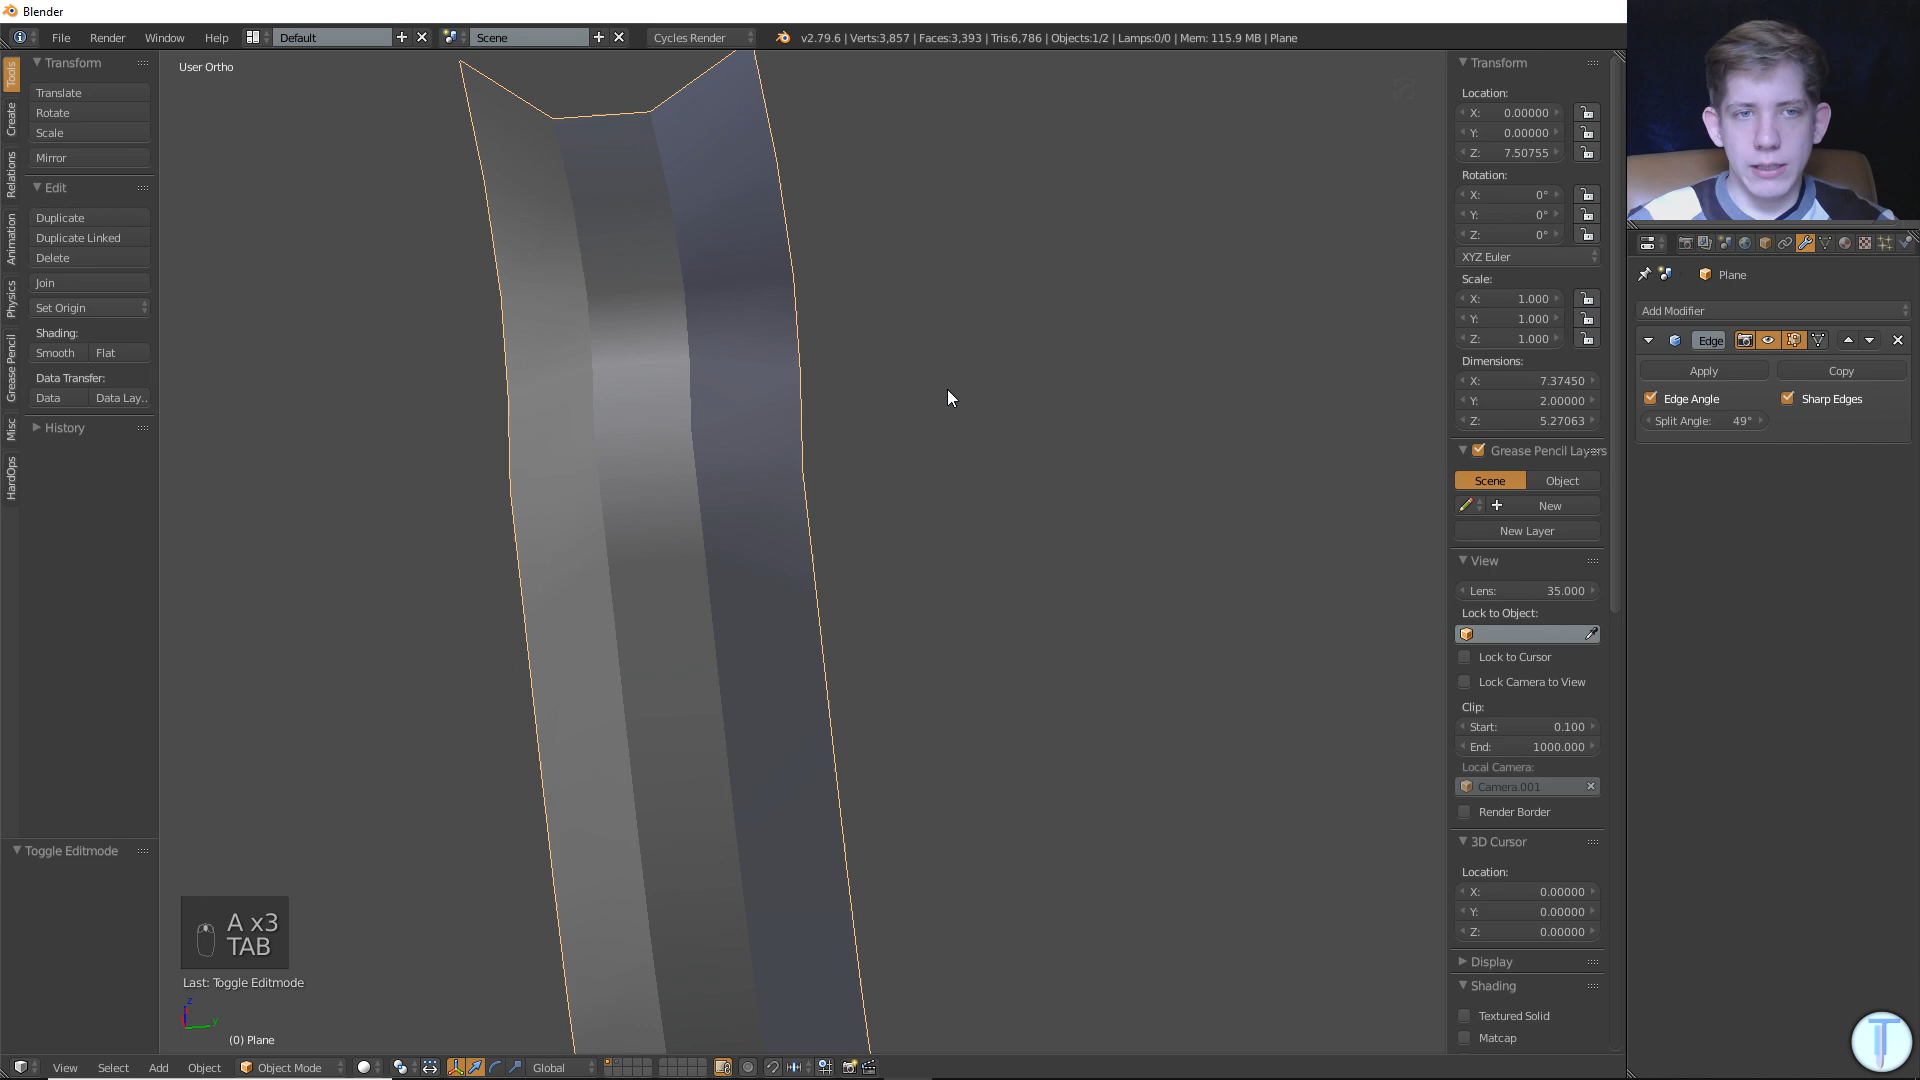 Blender
File Render Window Help Default Scene Cycles Render v2.79.6 | Verts:3,857 | Faces:3,393 | Tris:6,786 | Objects:1/2 | Lamps:0/0 | Mem: 115.9 MB | Plane
Tools
Create
Relations
Animation
Physics
Grease Pencil
Misc
HardOps
Transform
Translate
Rotate
Scale
Mirror
Edit
Duplicate
Duplicate Linked
Delete
Join
Set Origin
Shading:
Smooth Flat
Data Transfer:
Data Data Lay..
History
Toggle Editmode
User Ortho
A x3
TAB
Last: Toggle Editmode
z
y
(0) Plane
Transform
Location:
X: 0.00000
Y: 0.00000
Z: 7.50755
Rotation:
X: 0°
Y: 0°
Z: 0°
XYZ Euler
Scale:
X: 1.000
Y: 1.000
Z: 1.000
Dimensions:
X: 7.37450
Y: 2.00000
Z: 5.27063
Grease Pencil Layers
Scene Object
New
New Layer
View
Lens: 35.000
Lock to Object:
Lock to Cursor
Lock Camera to View
Clip:
Start: 0.100
End: 1000.000
Local Camera:
Camera.001
Render Border
3D Cursor
Location:
X: 0.00000
Y: 0.00000
Z: 0.00000
Display
Shading
Textured Solid
Matcap
Plane
Add Modifier
Edge
Apply Copy
Edge Angle Sharp Edges
Split Angle: 49°
View Select Add Object Object Mode Global
T